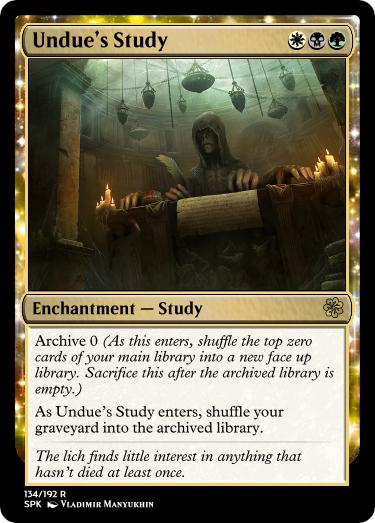 Undue's Study
Enchantment — Study
Archive 0 (As this enters, shuffle the top zero
cards of your main library into a new face up
library. Sacrifice this after the archived library is
empty.)
As Undue's Study enters, shuffle your
graveyard into the archived library.
The lich finds little interest in anything that
hasn't died at least once.
134/192 R
SPK Vladimir Manyukhin